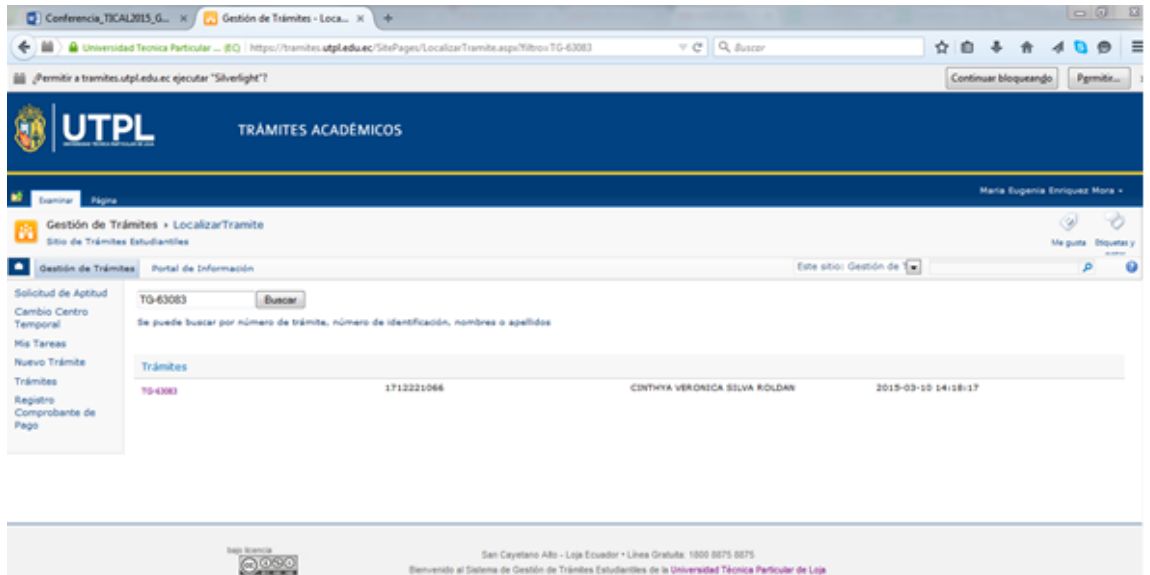 Conferencia_TICAL2015_G... ×
Gestión de Trámites - Loca... ×
+
Universidad Tecnica Particular ... (EC)
https://tramites.utpl.edu.ec/SitePages/LocalizarTramite.aspx?filtro=TG-63083
Buscar
¿Permitir a tramites.utpl.edu.ec ejecutar "Silverlight"?
Continuar bloqueando
Permitir...
UTPL
TRÁMITES ACADÉMICOS
Examinar
Página
Maria Eugenia Enriquez Mora
Gestión de Trámites › LocalizarTramite
Sitio de Trámites Estudiantiles
Me gusta
Etiquetas y
Gestión de Trámites
Portal de Información
Este sitio: Gestión de T
Solicitud de Aptitud
Cambio Centro
Temporal
Mis Tareas
Nuevo Trámite
Trámites
Registro
Comprobante de
Pago
TG-63083
Buscar
Se puede buscar por número de trámite, número de identificación, nombres o apellidos
Trámites
TG-63083 1712221066 CINTHYA VERONICA SILVA ROLDAN 2015-03-10 14:18:17
bajo licencia
San Cayetano Alto - Loja Ecuador • Línea Gratuita: 1800 8875 8875
Bienvenido al Sistema de Gestión de Trámites Estudiantiles de la Universidad Técnica Particular de Loja